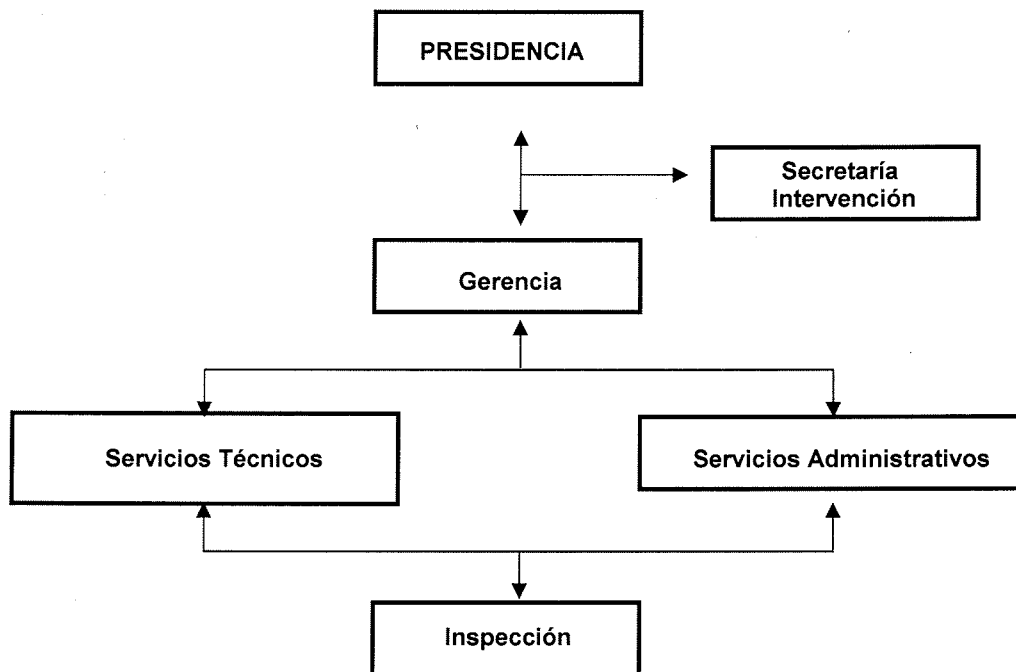 PRESIDENCIA
Secretaría
Intervención
Gerencia
Servicios Técnicos
Servicios Administrativos
Inspección